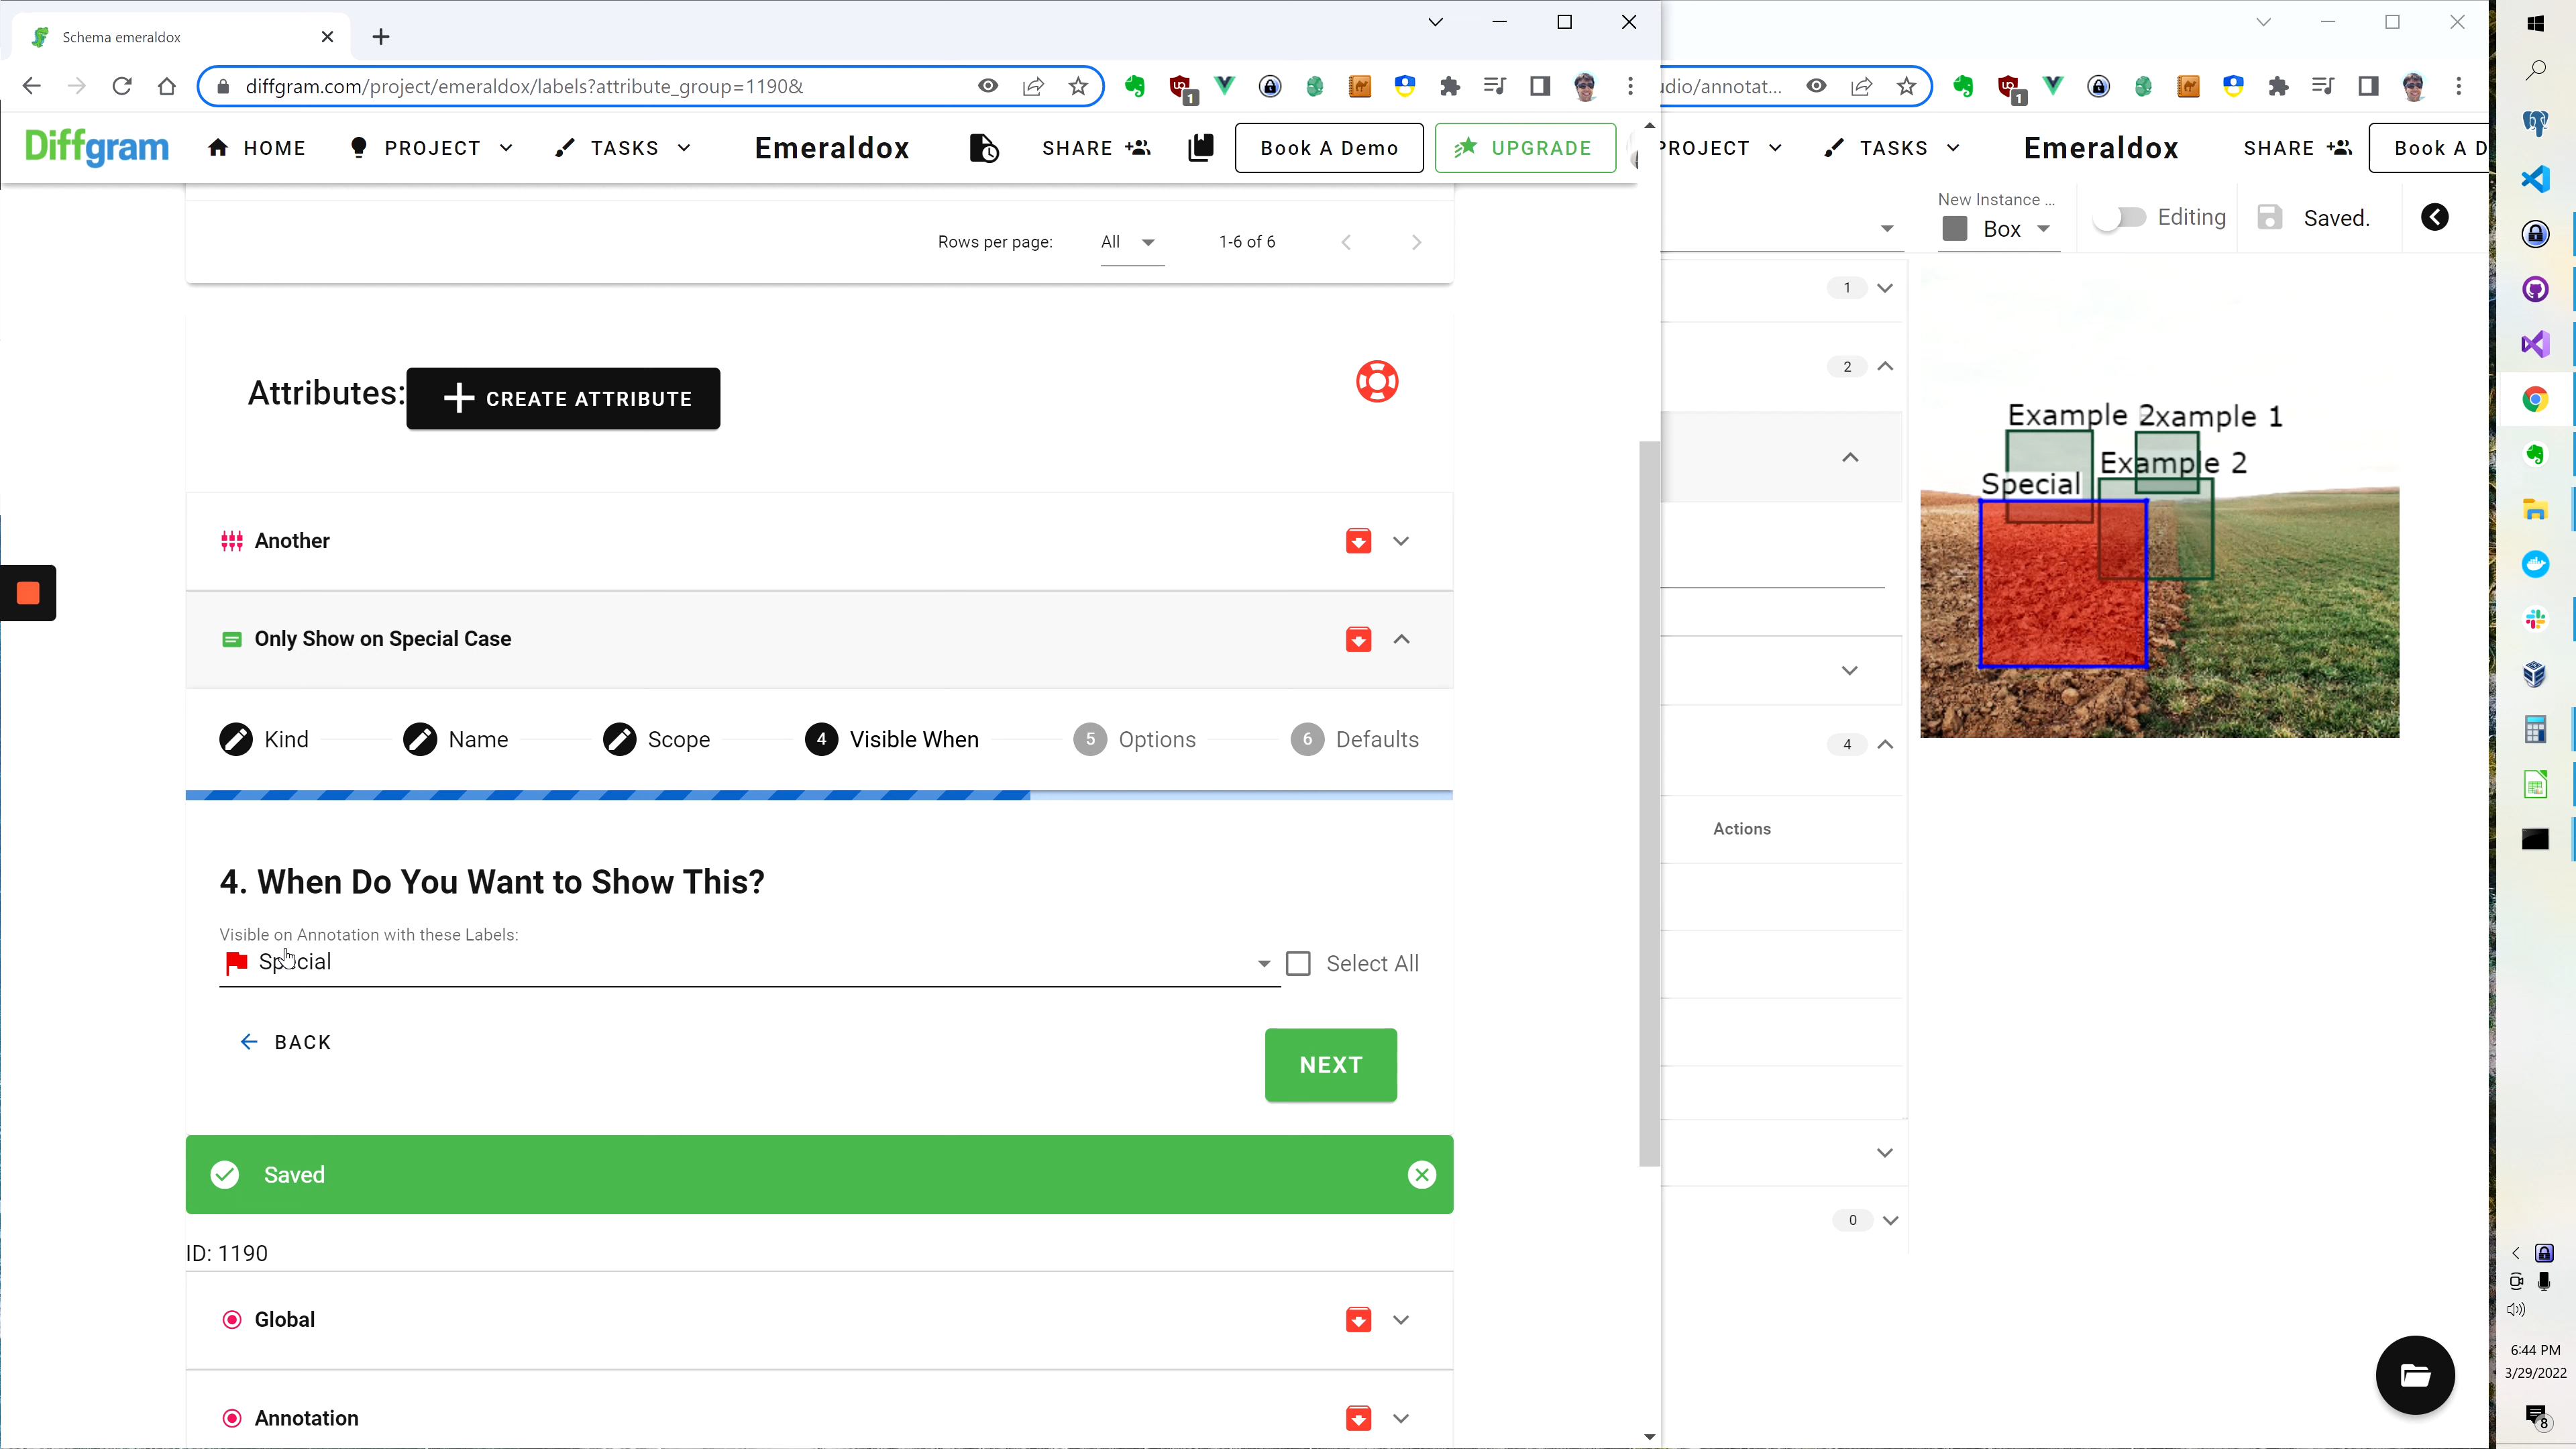 Schema emeraldox
diffgram.com/project/emeraldox/labels?attribute_group=1190&
1
udio/annotat...
1
Diffgram
HOME
PROJECT
TASKS
Emeraldox
SHARE
Book A Demo
UPGRADE
PROJECT
TASKS
Emeraldox
SHARE
Book A D
Rows per page:
All
1-6 of 6
New Instance ...
Box
Editing
Saved.
1
2
Attributes:
CREATE ATTRIBUTE
Example 2
xample 1
Example 2
Special
Another
Only Show on Special Case
Kind
Name
Scope
4
Visible When
5
Options
6
Defaults
4
Actions
4. When Do You Want to Show This?
Visible on Annotation with these Labels:
Special
Select All
BACK
NEXT
Saved
0
ID: 1190
Global
Annotation
6:44 PM
3/29/2022
8